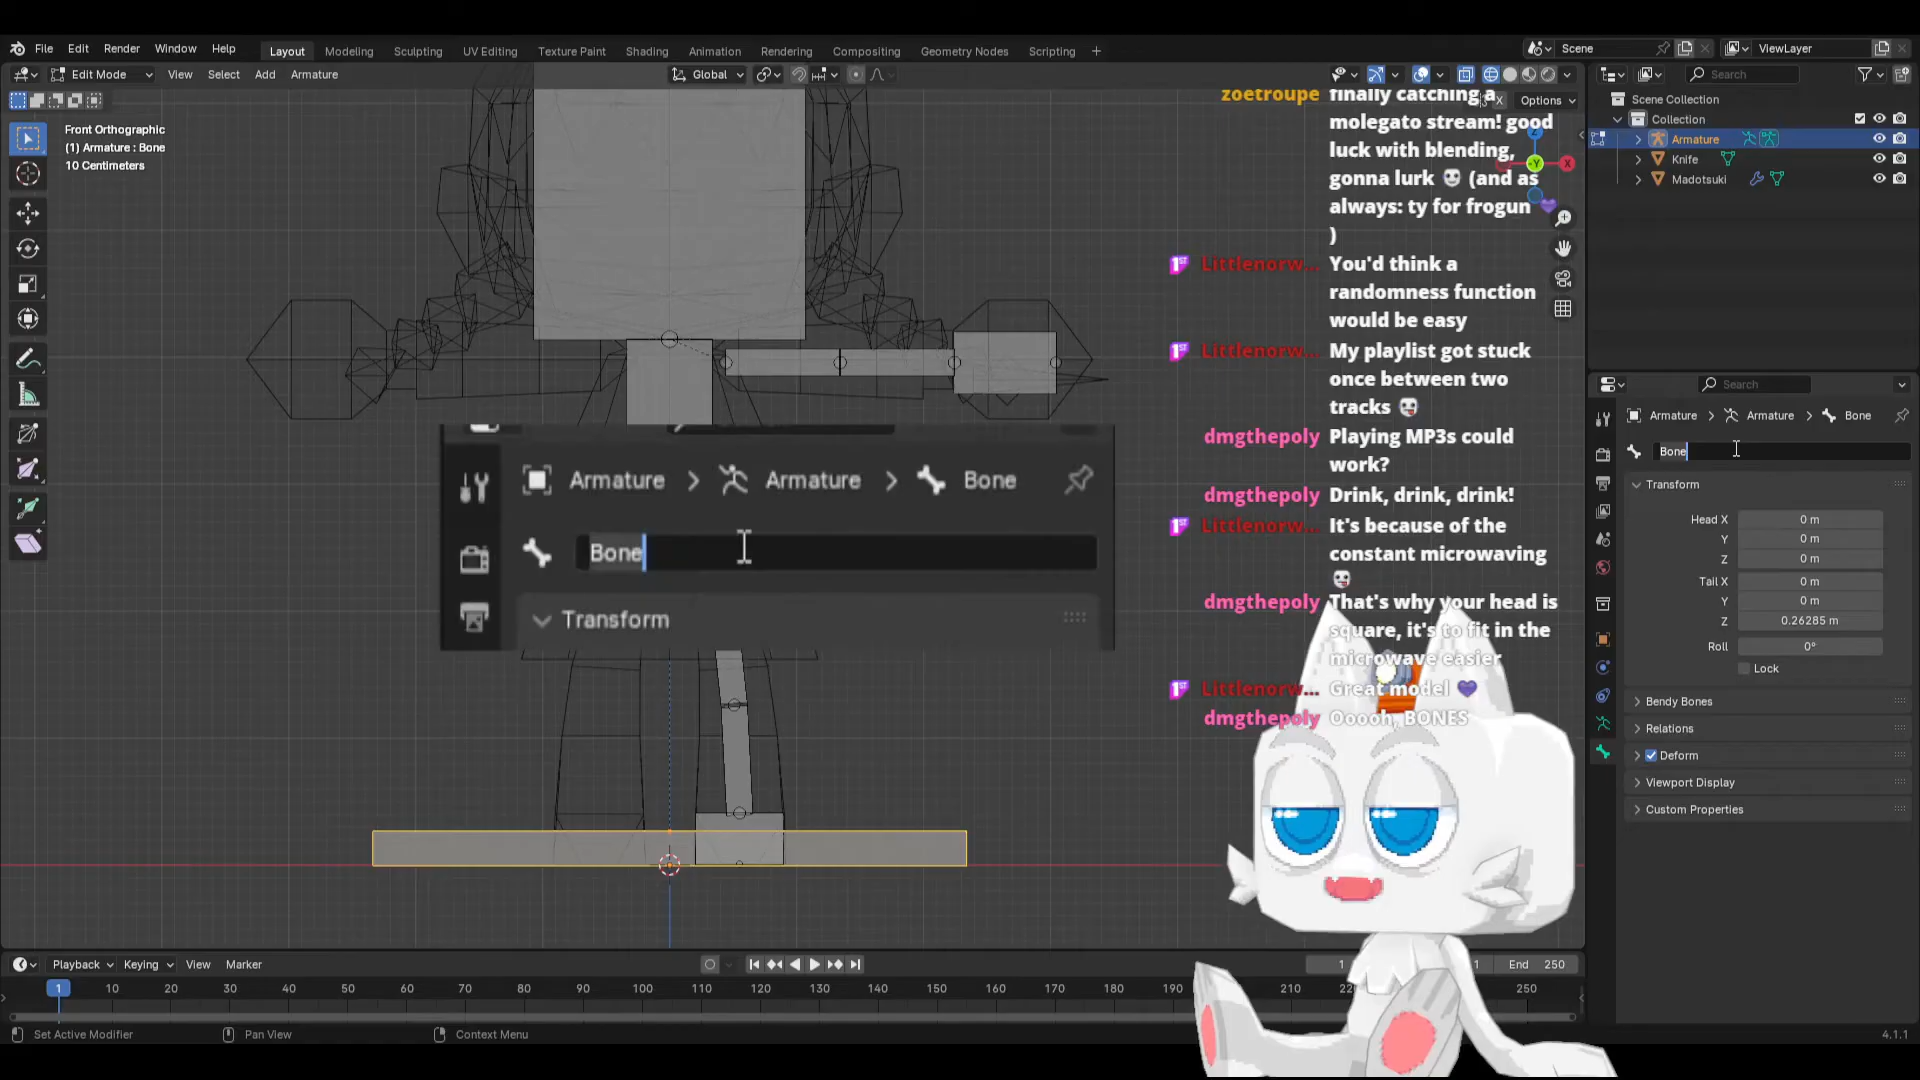 File Edit Render Window Help Layout Modeling Sculpting UV Editing Texture Paint Shading Animation Rendering Compositing Geometry Nodes Scripting +
Scene ViewLayer
Edit Mode View Select Add Armature Global
Search
Options
Front Orthographic
(1) Armature : Bone
10 Centimeters
Scene Collection
Collection
Armature
Knife
Madotsuki
zoetroupe finally catching a
molegato stream! good
luck with blending,
gonna lurk (and as
always: ty for frogun
)
Littlenorw... You'd think a
randomness function
would be easy
Littlenorw... My playlist got stuck
once between two
tracks
dmgthepoly Playing MP3s could
work?
dmgthepoly Drink, drink, drink!
Littlenorw... It's because of the
constant microwaving
dmgthepoly That's why your head is
square, it's to fit in the
microwave easier
Littlenorw... Great model
dmgthepoly Ooooh, BONES
Armature > Armature > Bone
Bone
Transform
Search
Armature > Armature > Bone
Bone
Transform
Head X 0 m
Y 0 m
Z 0 m
Tail X 0 m
Y 0 m
Z 0.26285 m
Roll 0°
Lock
Bendy Bones
Relations
Deform
Viewport Display
Custom Properties
X
Y
Z
Playback Keying View Marker
1
1 End 250
1 10 20 30 40 50 60 70 80 90 100 110 120 130 140 150 160 170 180 190 210 250
Set Active Modifier Pan View Context Menu
4.1.1